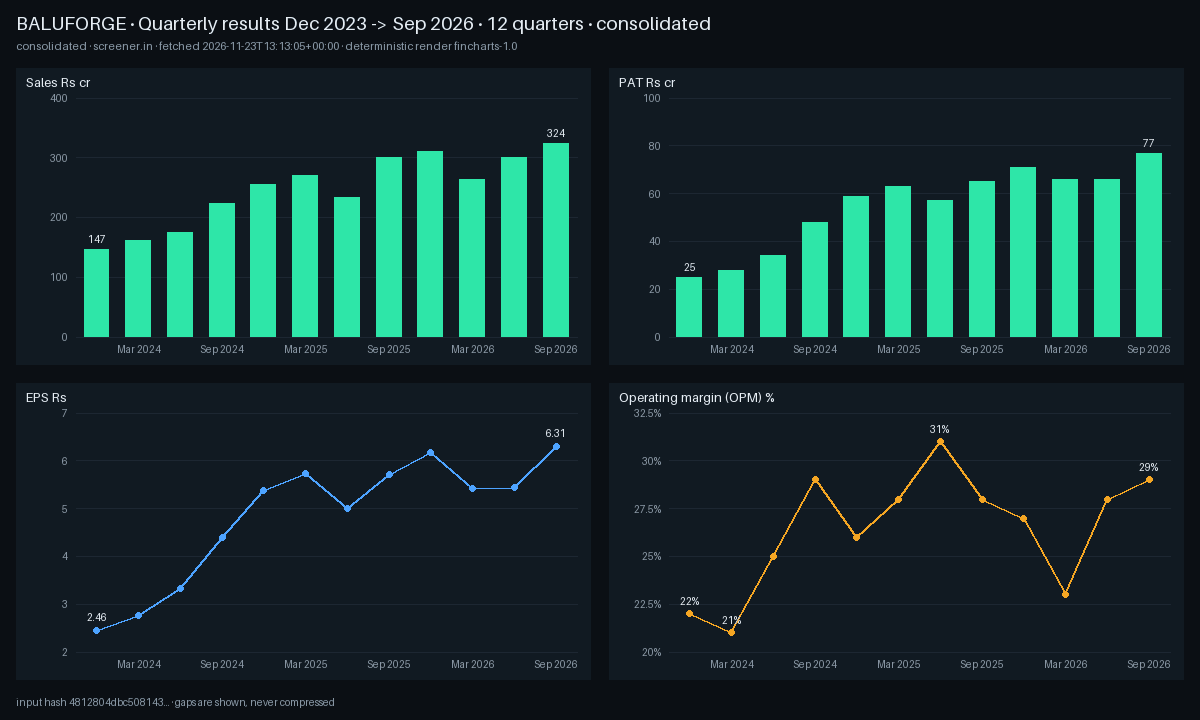 BALUFORGE · Quarterly results Dec 2023 -> Sep 2026 · 12 quarters · consolidated
consolidated · screener.in · fetched 2026-11-23T13:13:05+00:00 · deterministic render fincharts-1.0
Sales Rs cr
400
300
200
100
0
147
324
Mar 2024
Sep 2024
Mar 2025
Sep 2025
Mar 2026
Sep 2026
PAT Rs cr
100
80
60
40
20
0
25
77
Mar 2024
Sep 2024
Mar 2025
Sep 2025
Mar 2026
Sep 2026
EPS Rs
7
6
5
4
3
2
2.46
6.31
Mar 2024
Sep 2024
Mar 2025
Sep 2025
Mar 2026
Sep 2026
Operating margin (OPM) %
32.5%
30%
27.5%
25%
22.5%
20%
22%
21%
31%
29%
Mar 2024
Sep 2024
Mar 2025
Sep 2025
Mar 2026
Sep 2026
input hash 4812804dbc508143… · gaps are shown, never compressed